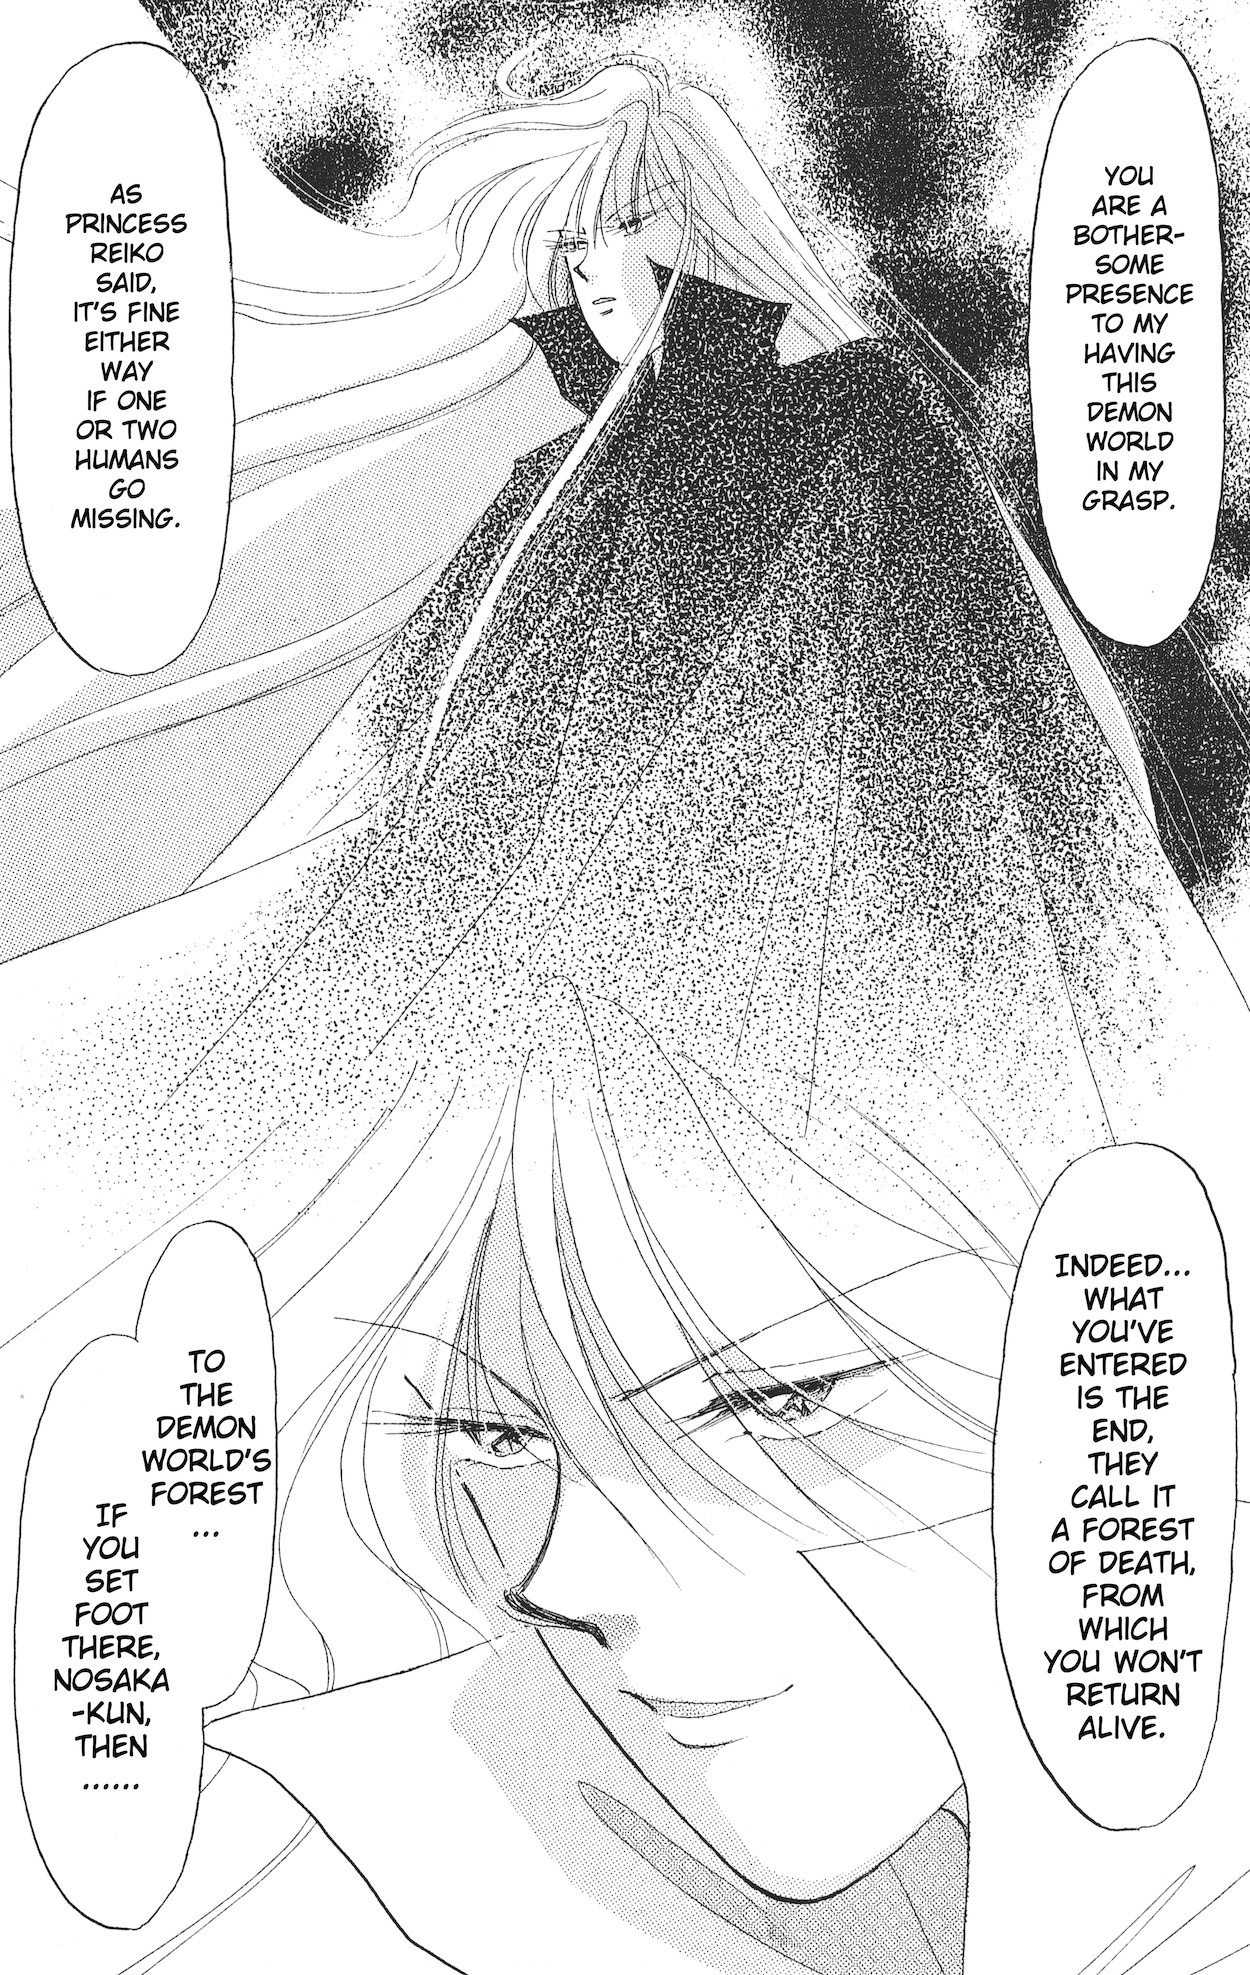 YOU
ARE A
BOTHER-
SOME
PRESENCE
TO MY
HAVING
THIS
DEMON
WORLD
IN MY
GRASP.
AS
PRINCESS
REIKO
SAID,
IT'S FINE
EITHER
WAY
IF ONE
OR TWO
HUMANS
GO
MISSING.
INDEED...
WHAT
YOU'VE
ENTERED
IS THE
END,
THEY
CALL IT
A FOREST
OF DEATH,
FROM
WHICH
YOU WON'T
RETURN
ALIVE.
TO
THE
DEMON
WORLD'S
FOREST
...
IF
YOU
SET
FOOT
THERE,
NOSAKA
-KUN,
THEN
......